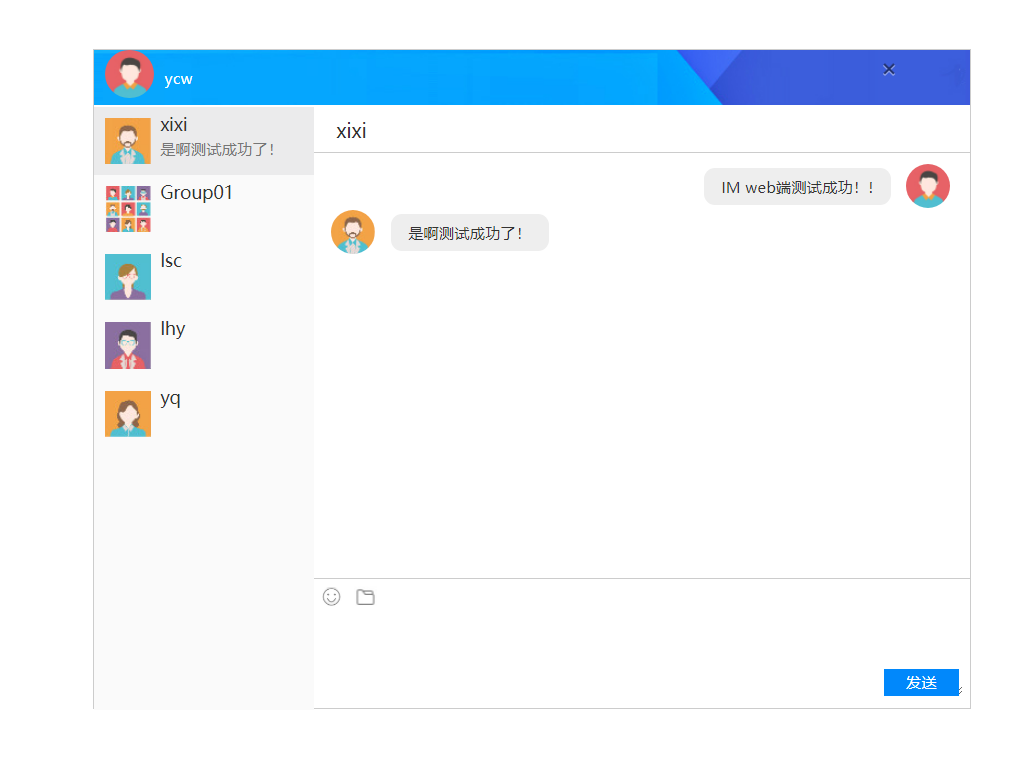 ycw
xixi
是啊测试成功了！
Group01
lsc
lhy
yq
xixi
IM web端测试成功！！
是啊测试成功了！
发送